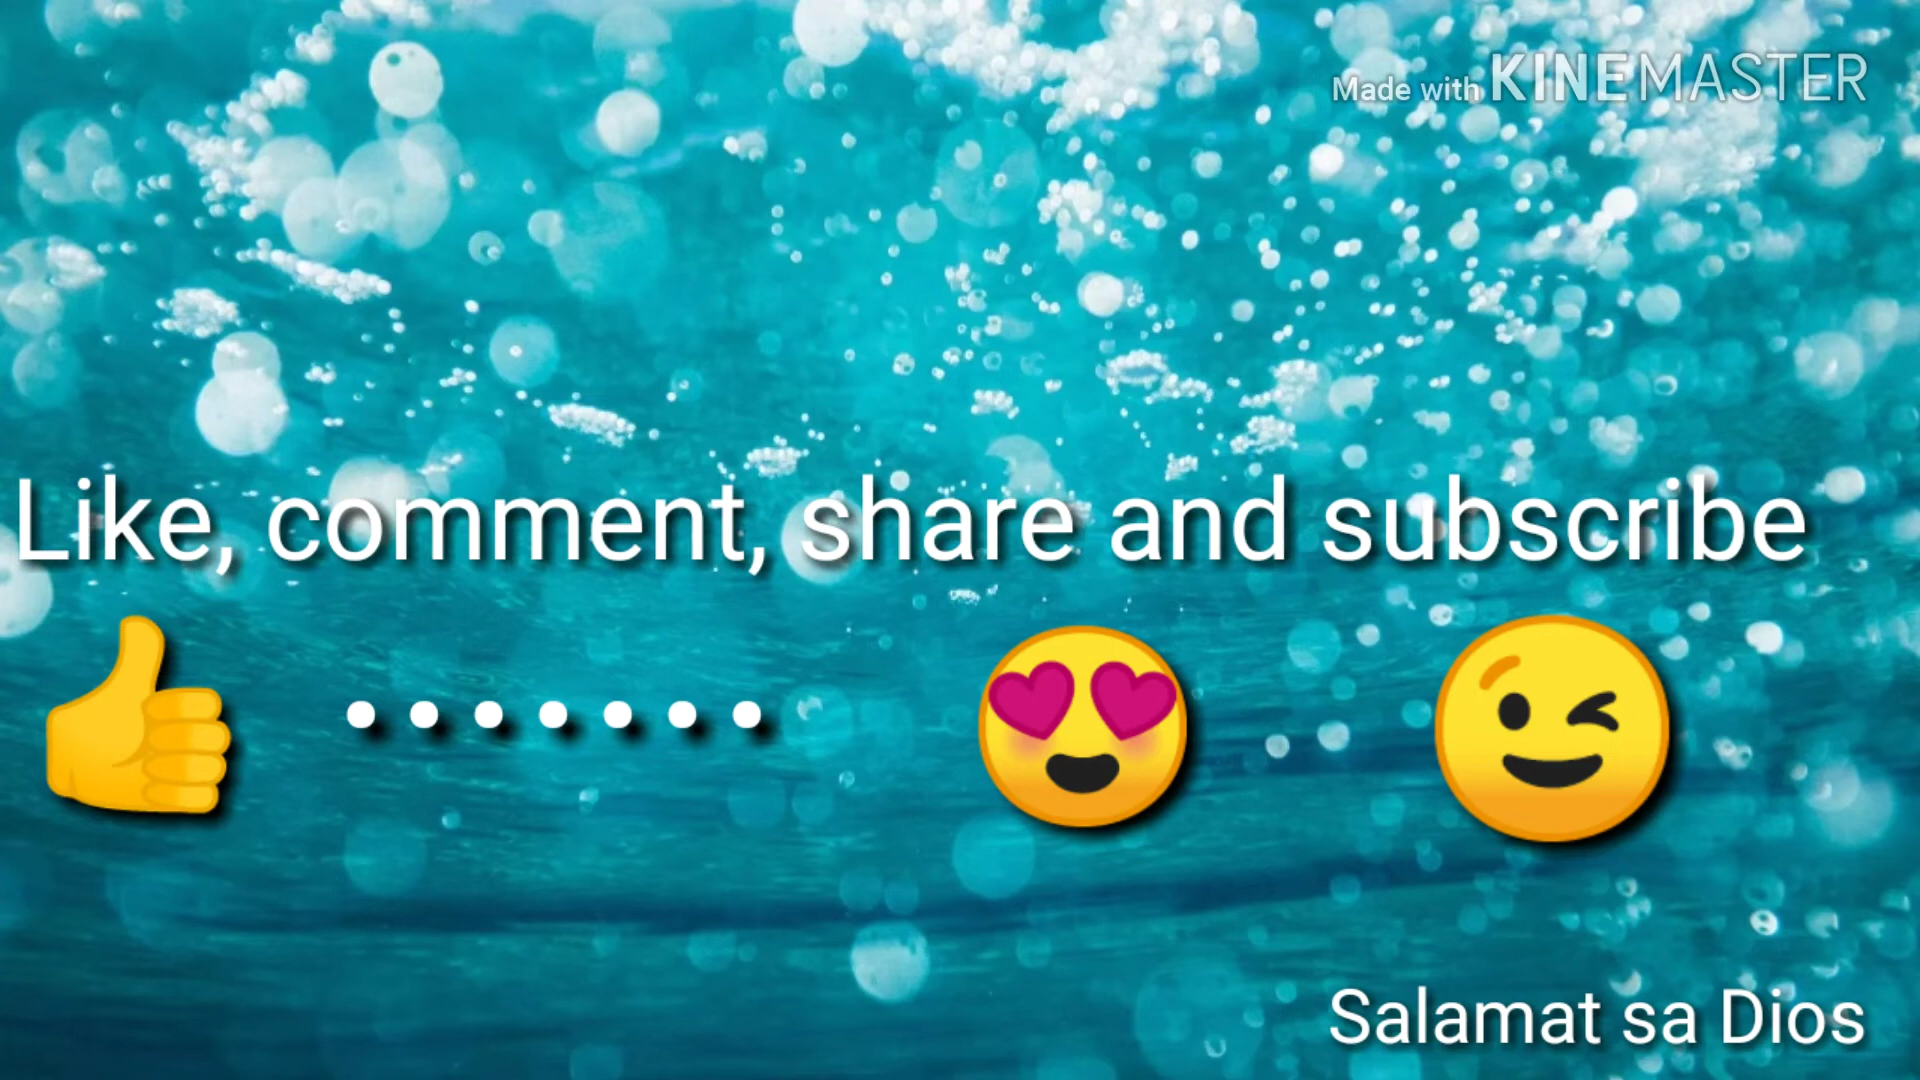 Made with KINEMASTER
Like, comment, share and subscribe
👍 ....... 😍 😉
Salamat sa Dios